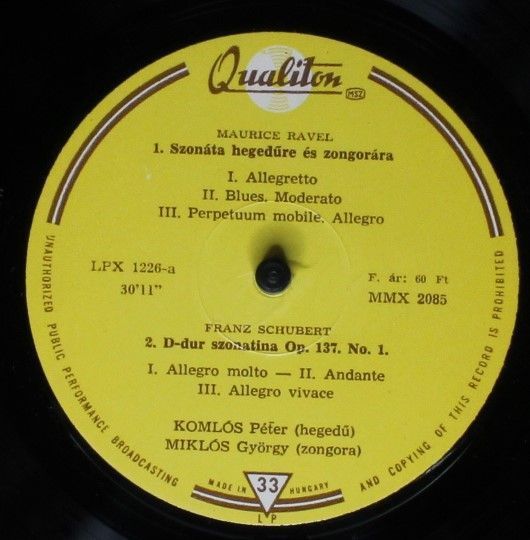 Qualiton
MSZ
MAURICE RAVEL
1. Szonáta hegedűre és zongorára
I. Allegretto
II. Blues. Moderato
III. Perpetuum mobile. Allegro
LPX 1226-a
30'11"
F. ár: 60 Ft
MMX 2085
FRANZ SCHUBERT
2. D-dur szonatina Op. 137. No. 1.
I. Allegro molto — II. Andante
III. Allegro vivace
KOMLÓS Péter (hegedű)
MIKLÓS György (zongora)
UNAUTHORIZED PUBLIC PERFORMANCE BROADCASTING
AND COPYING OF THIS RECORD IS PROHIBITED
MADE IN HUNGARY
33
LP